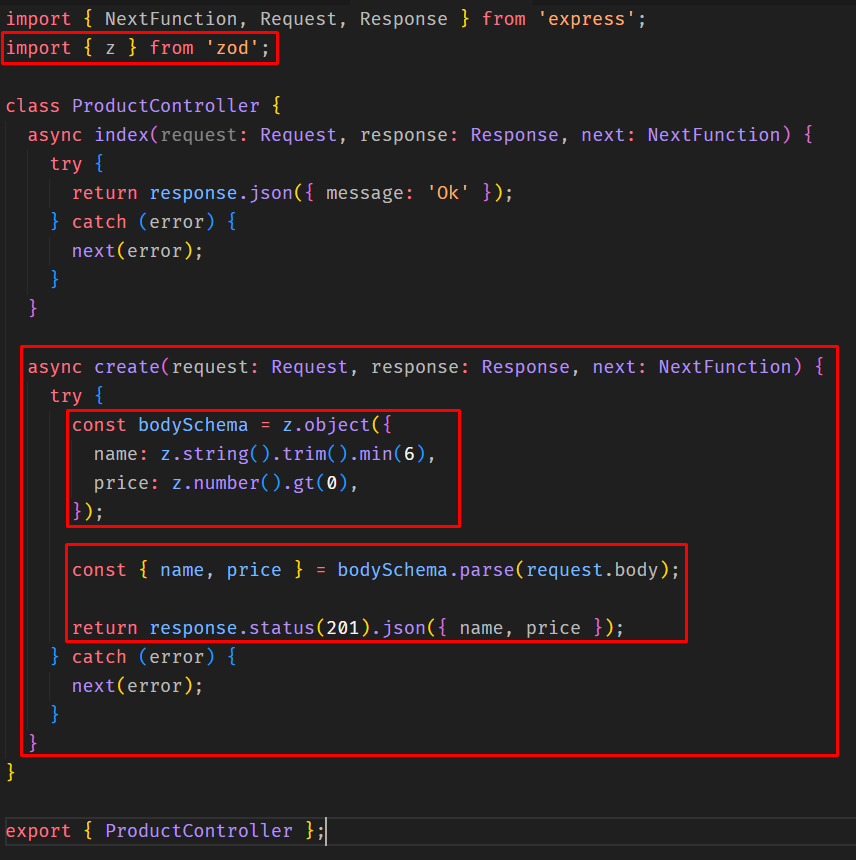 import { NextFunction, Request, Response } from 'express';
import { z } from 'zod';
class ProductController {
async index(request: Request, response: Response, next: NextFunction) {
try {
return response.json({ message: 'Ok' });
} catch (error) {
next(error);
}
}
async create(request: Request, response: Response, next: NextFunction) {
try {
const bodySchema = z.object({
name: z.string().trim().min(6),
price: z.number().gt(0),
});
const { name, price } = bodySchema.parse(request.body);
return response.status(201).json({ name, price });
} catch (error) {
next(error);
}
}
}
export { ProductController };